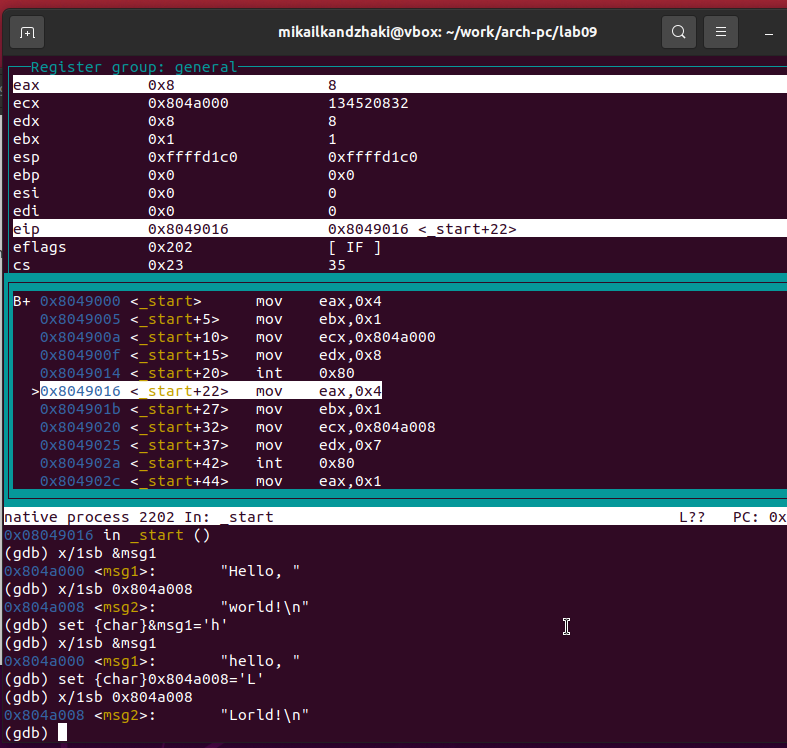 mikailkandzhaki@vbox: ~/work/arch-pc/lab09
Register group: general
eax 0x8 8
ecx 0x804a000 134520832
edx 0x8 8
ebx 0x1 1
esp 0xffffd1c0 0xffffd1c0
ebp 0x0 0x0
esi 0x0 0
edi 0x0 0
eip 0x8049016 0x8049016 <_start+22>
eflags 0x202 [ IF ]
cs 0x23 35
B+ 0x8049000 <_start> mov eax,0x4
0x8049005 <_start+5> mov ebx,0x1
0x804900a <_start+10> mov ecx,0x804a000
0x804900f <_start+15> mov edx,0x8
0x8049014 <_start+20> int 0x80
>0x8049016 <_start+22> mov eax,0x4
0x804901b <_start+27> mov ebx,0x1
0x8049020 <_start+32> mov ecx,0x804a008
0x8049025 <_start+37> mov edx,0x7
0x804902a <_start+42> int 0x80
0x804902c <_start+44> mov eax,0x1
native process 2202 In: _start L?? PC: 0x
0x08049016 in _start ()
(gdb) x/1sb &msg1
0x804a000 <msg1>: "Hello, "
(gdb) x/1sb 0x804a008
0x804a008 <msg2>: "world!\n"
(gdb) set {char}&msg1='h'
(gdb) x/1sb &msg1
0x804a000 <msg1>: "hello, "
(gdb) set {char}0x804a008='L'
(gdb) x/1sb 0x804a008
0x804a008 <msg2>: "Lorld!\n"
(gdb)